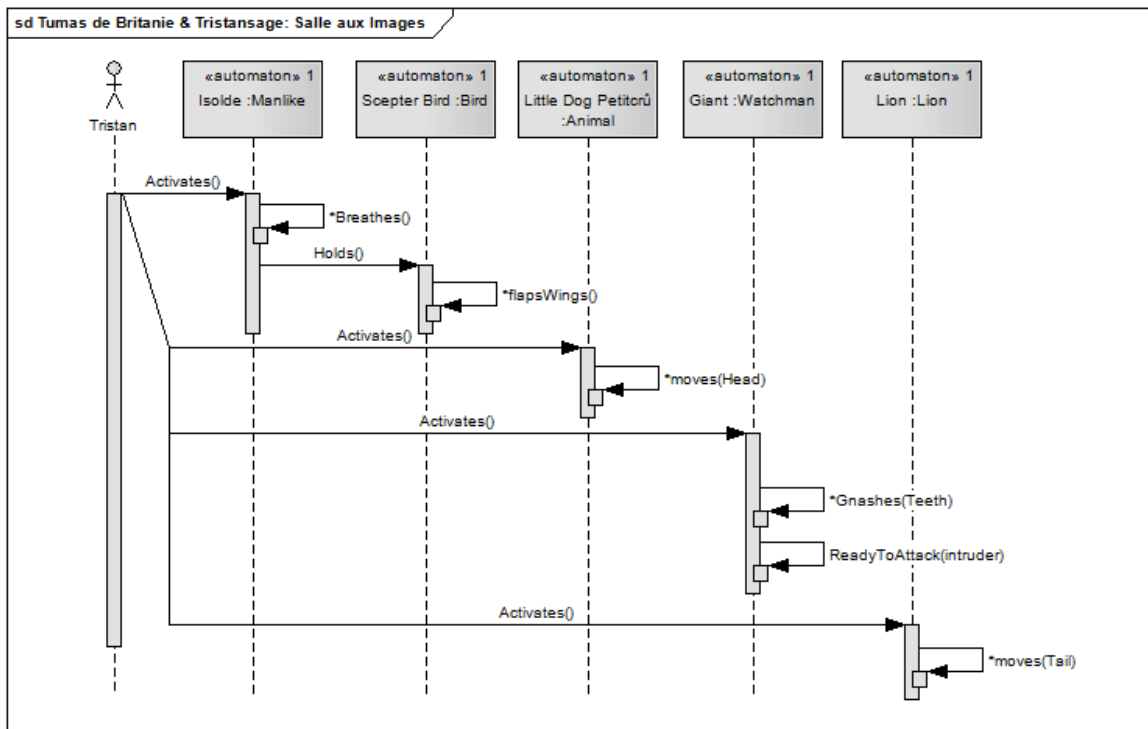 sd Tumas de Britanie & Tristansage: Salle aux Images
«automaton» 1
Isolde :Manlike
«automaton» 1
Scepter Bird :Bird
«automaton» 1
Little Dog Petitcrû
:Animal
«automaton» 1
Giant :Watchman
«automaton» 1
Lion :Lion
Tristan
Activates()
*Breathes()
Holds()
*flapsWings()
Activates()
*moves(Head)
Activates()
*Gnashes(Teeth)
ReadyToAttack(intruder)
Activates()
*moves(Tail)